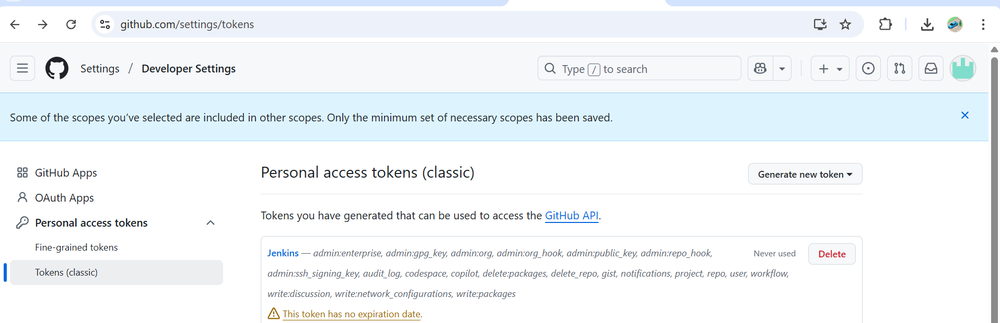 github.com/settings/tokens
Settings / Developer Settings
Type / to search
Some of the scopes you’ve selected are included in other scopes. Only the minimum set of necessary scopes has been saved.
GitHub Apps
OAuth Apps
Personal access tokens
Fine-grained tokens
Tokens (classic)
Personal access tokens (classic)
Generate new token
Tokens you have generated that can be used to access the GitHub API.
Jenkins — admin:enterprise, admin:gpg_key, admin:org, admin:org_hook, admin:public_key, admin:repo_hook,
Never used
Delete
admin:ssh_signing_key, audit_log, codespace, copilot, delete:packages, delete_repo, gist, notifications, project, repo, user, workflow,
write:discussion, write:network_configurations, write:packages
This token has no expiration date.